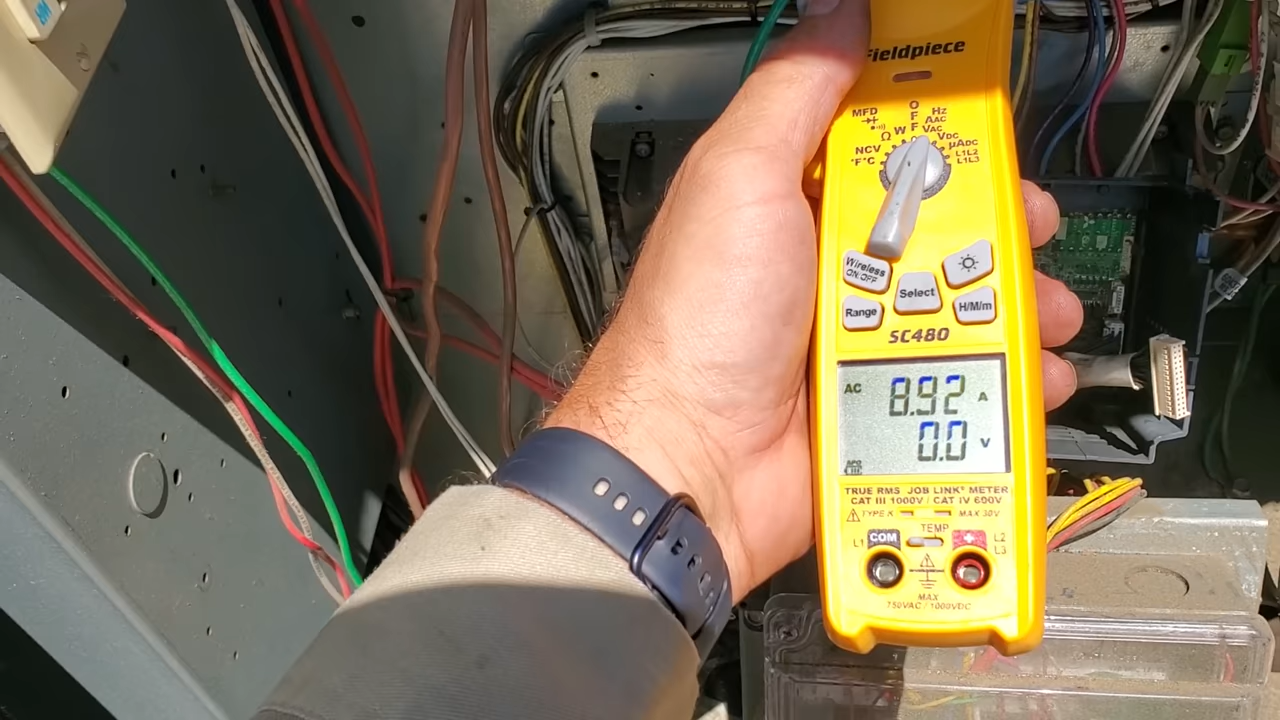 Fieldpiece
MFD
O
F
F
Hz
AAC
VAC
VDC
µADC
Ω
W
NCV
°F°C
L1L2
L1L3
Wireless
ON/OFF
Select
Range
H/M/m
SC480
AC
8.92 A
0.0 V
APO
TRUE RMS JOB LINK® METER
CAT III 1000V / CAT IV 600V
TYPE K
MAX 30V
TEMP
L1
COM
+
L2
L3
MAX
750VAC / 1000VDC